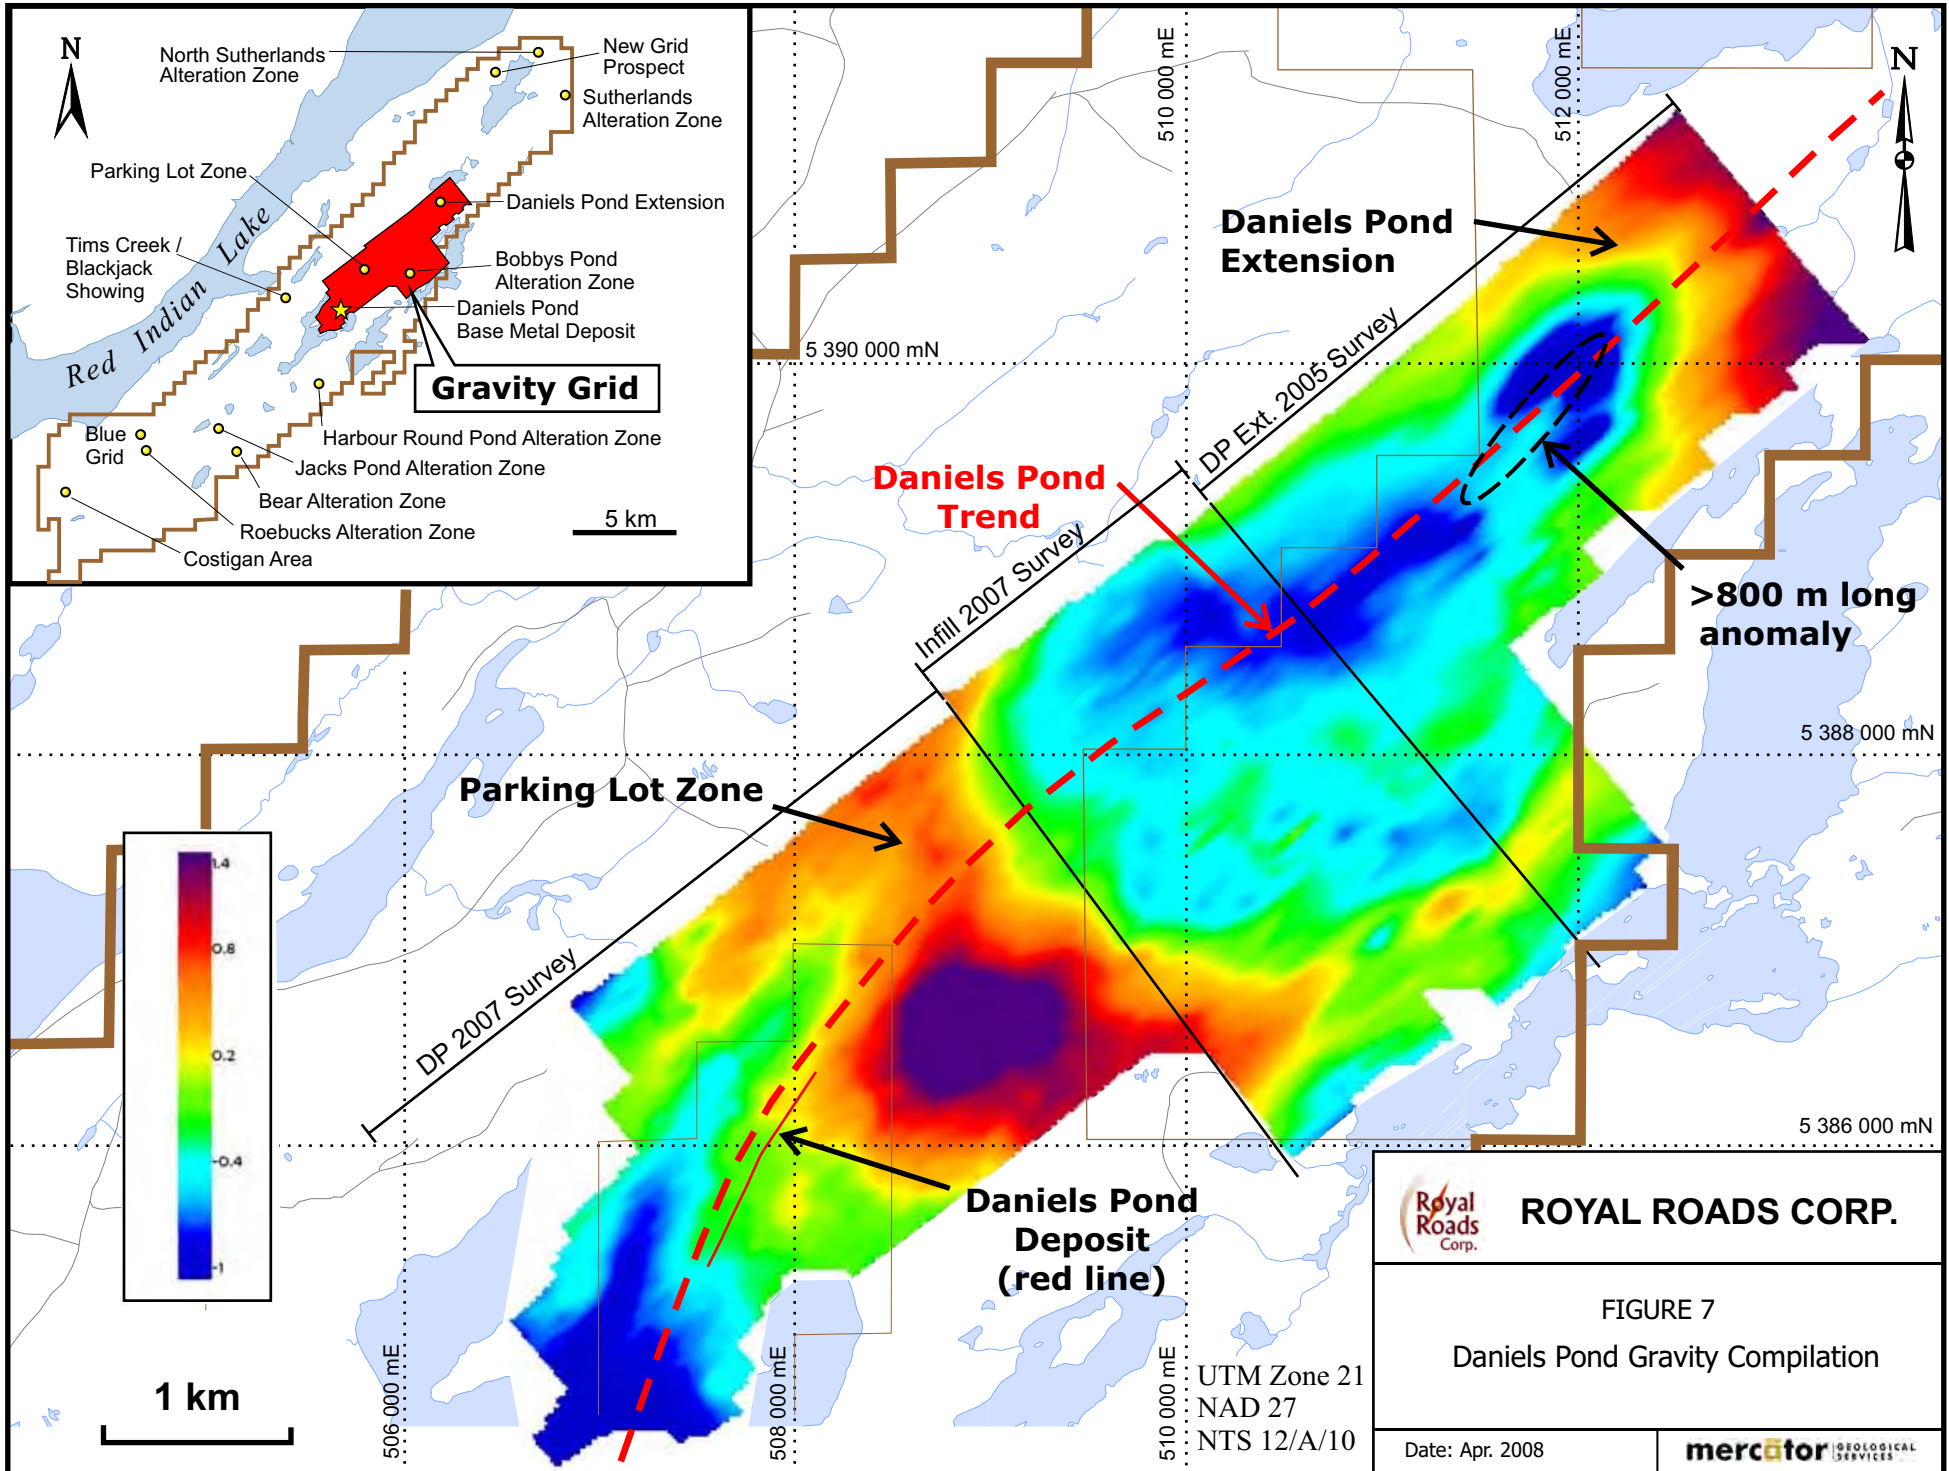 N
North Sutherlands
Alteration Zone
New Grid
Prospect
Sutherlands
Alteration Zone
Parking Lot Zone
Daniels Pond Extension
Tims Creek /
Blackjack
Showing
Red Indian Lake
Bobbys Pond
Alteration Zone
Daniels Pond
Base Metal Deposit
Gravity Grid
Harbour Round Pond Alteration Zone
Blue
Grid
Jacks Pond Alteration Zone
Bear Alteration Zone
Roebucks Alteration Zone
Costigan Area
5 km
510 000 mE
512 000 mE
N
Daniels Pond
Extension
5 390 000 mN
DP Ext. 2005 Survey
Daniels Pond
Trend
Infill 2007 Survey
>800 m long
anomaly
5 388 000 mN
Parking Lot Zone
1.4
0.8
0.2
-0.4
-1
DP 2007 Survey
5 386 000 mN
Daniels Pond
Deposit
(red line)
1 km
506 000 mE
508 000 mE
510 000 mE
UTM Zone 21
NAD 27
NTS 12/A/10
Royal
Roads
Corp.
ROYAL ROADS CORP.
FIGURE 7
Daniels Pond Gravity Compilation
Date: Apr. 2008
mercator GEOLOGICAL
SERVICES